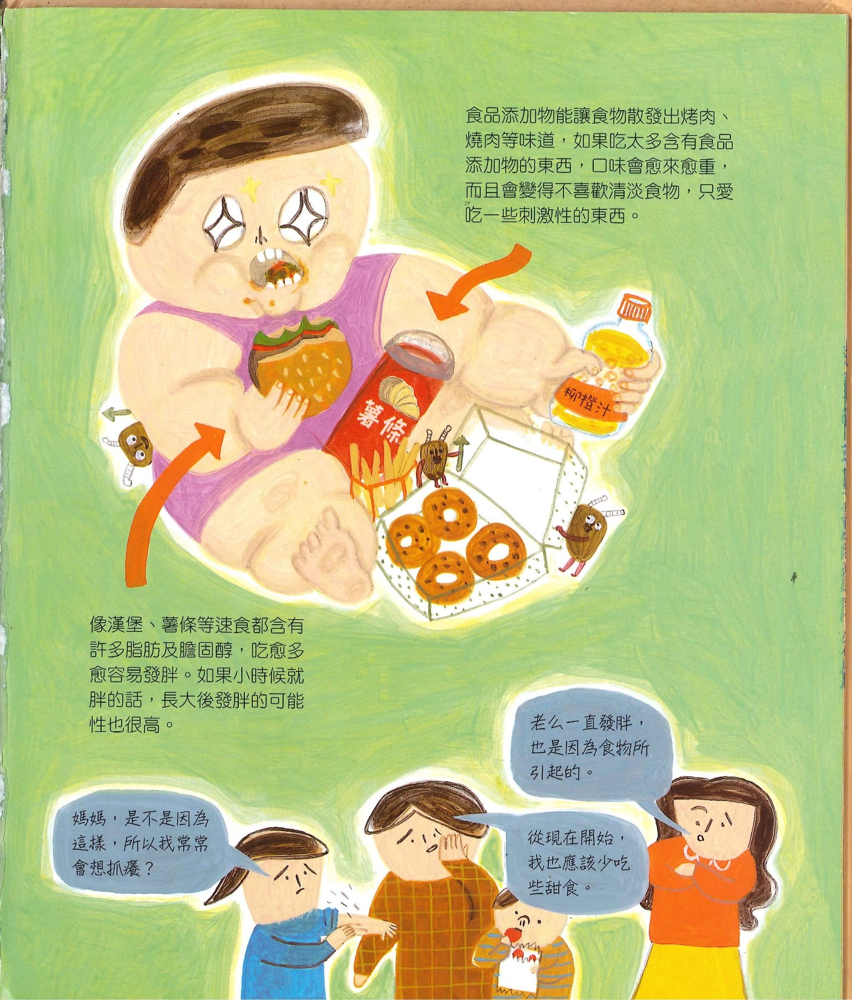 食品添加物能讓食物散發出烤肉、
燒肉等味道，如果吃太多含有食品
添加物的東西，口味會愈來愈重，
而且會變得不喜歡清淡食物，只愛
吃一些刺激性的東西。
柳橙汁
薯條
像漢堡、薯條等速食都含有
許多脂肪及膽固醇，吃愈多
愈容易發胖。如果小時候就
胖的話，長大後發胖的可能
性也很高。
老么一直發胖，
也是因為食物所
引起的。
媽媽，是不是因為
這樣，所以我常常
會想抓癢？
從現在開始，
我也應該少吃
些甜食。